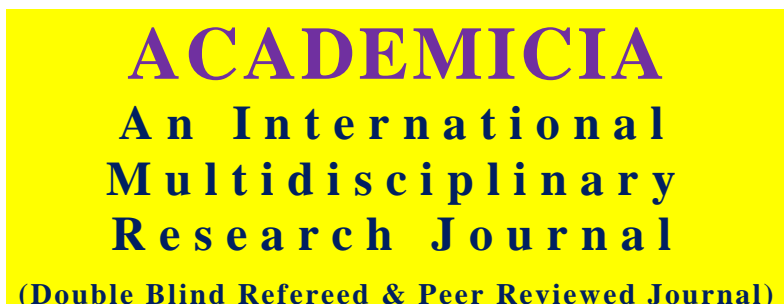 ACADEMICIA
An International
Multidisciplinary
Research Journal
(Double Blind Refereed & Peer Reviewed Journal)